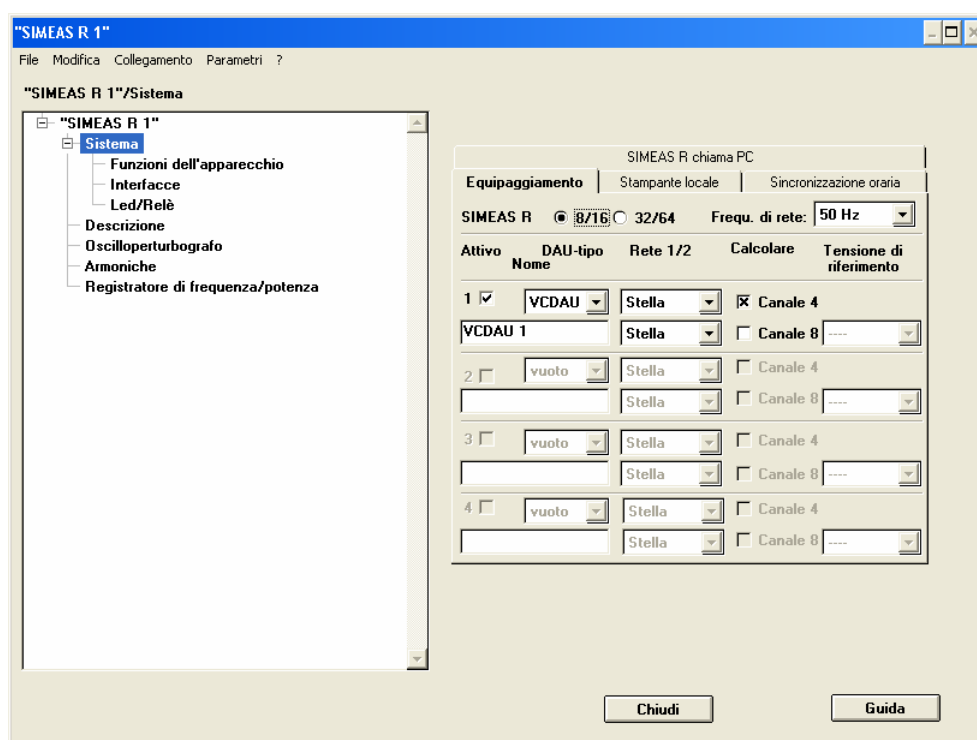 "SIMEAS R 1"
File Modifica Collegamento Parametri ?
"SIMEAS R 1"/Sistema
"SIMEAS R 1"
Sistema
Funzioni dell'apparecchio
Interfacce
Led/Relè
Descrizione
Oscilloperturbografo
Armoniche
Registratore di frequenza/potenza
SIMEAS R chiama PC
Equipaggiamento Stampante locale Sincronizzazione oraria
SIMEAS R 8/16 32/64 Frequ. di rete: 50 Hz
Attivo DAU-tipo Rete 1/2 Calcolare Tensione di
Nome riferimento
1 VCDAU Stella Canale 4
VCDAU 1 Stella Canale 8 ----
2 vuoto Stella Canale 4
Stella Canale 8 ----
3 vuoto Stella Canale 4
Stella Canale 8 ----
4 vuoto Stella Canale 4
Stella Canale 8 ----
Chiudi Guida